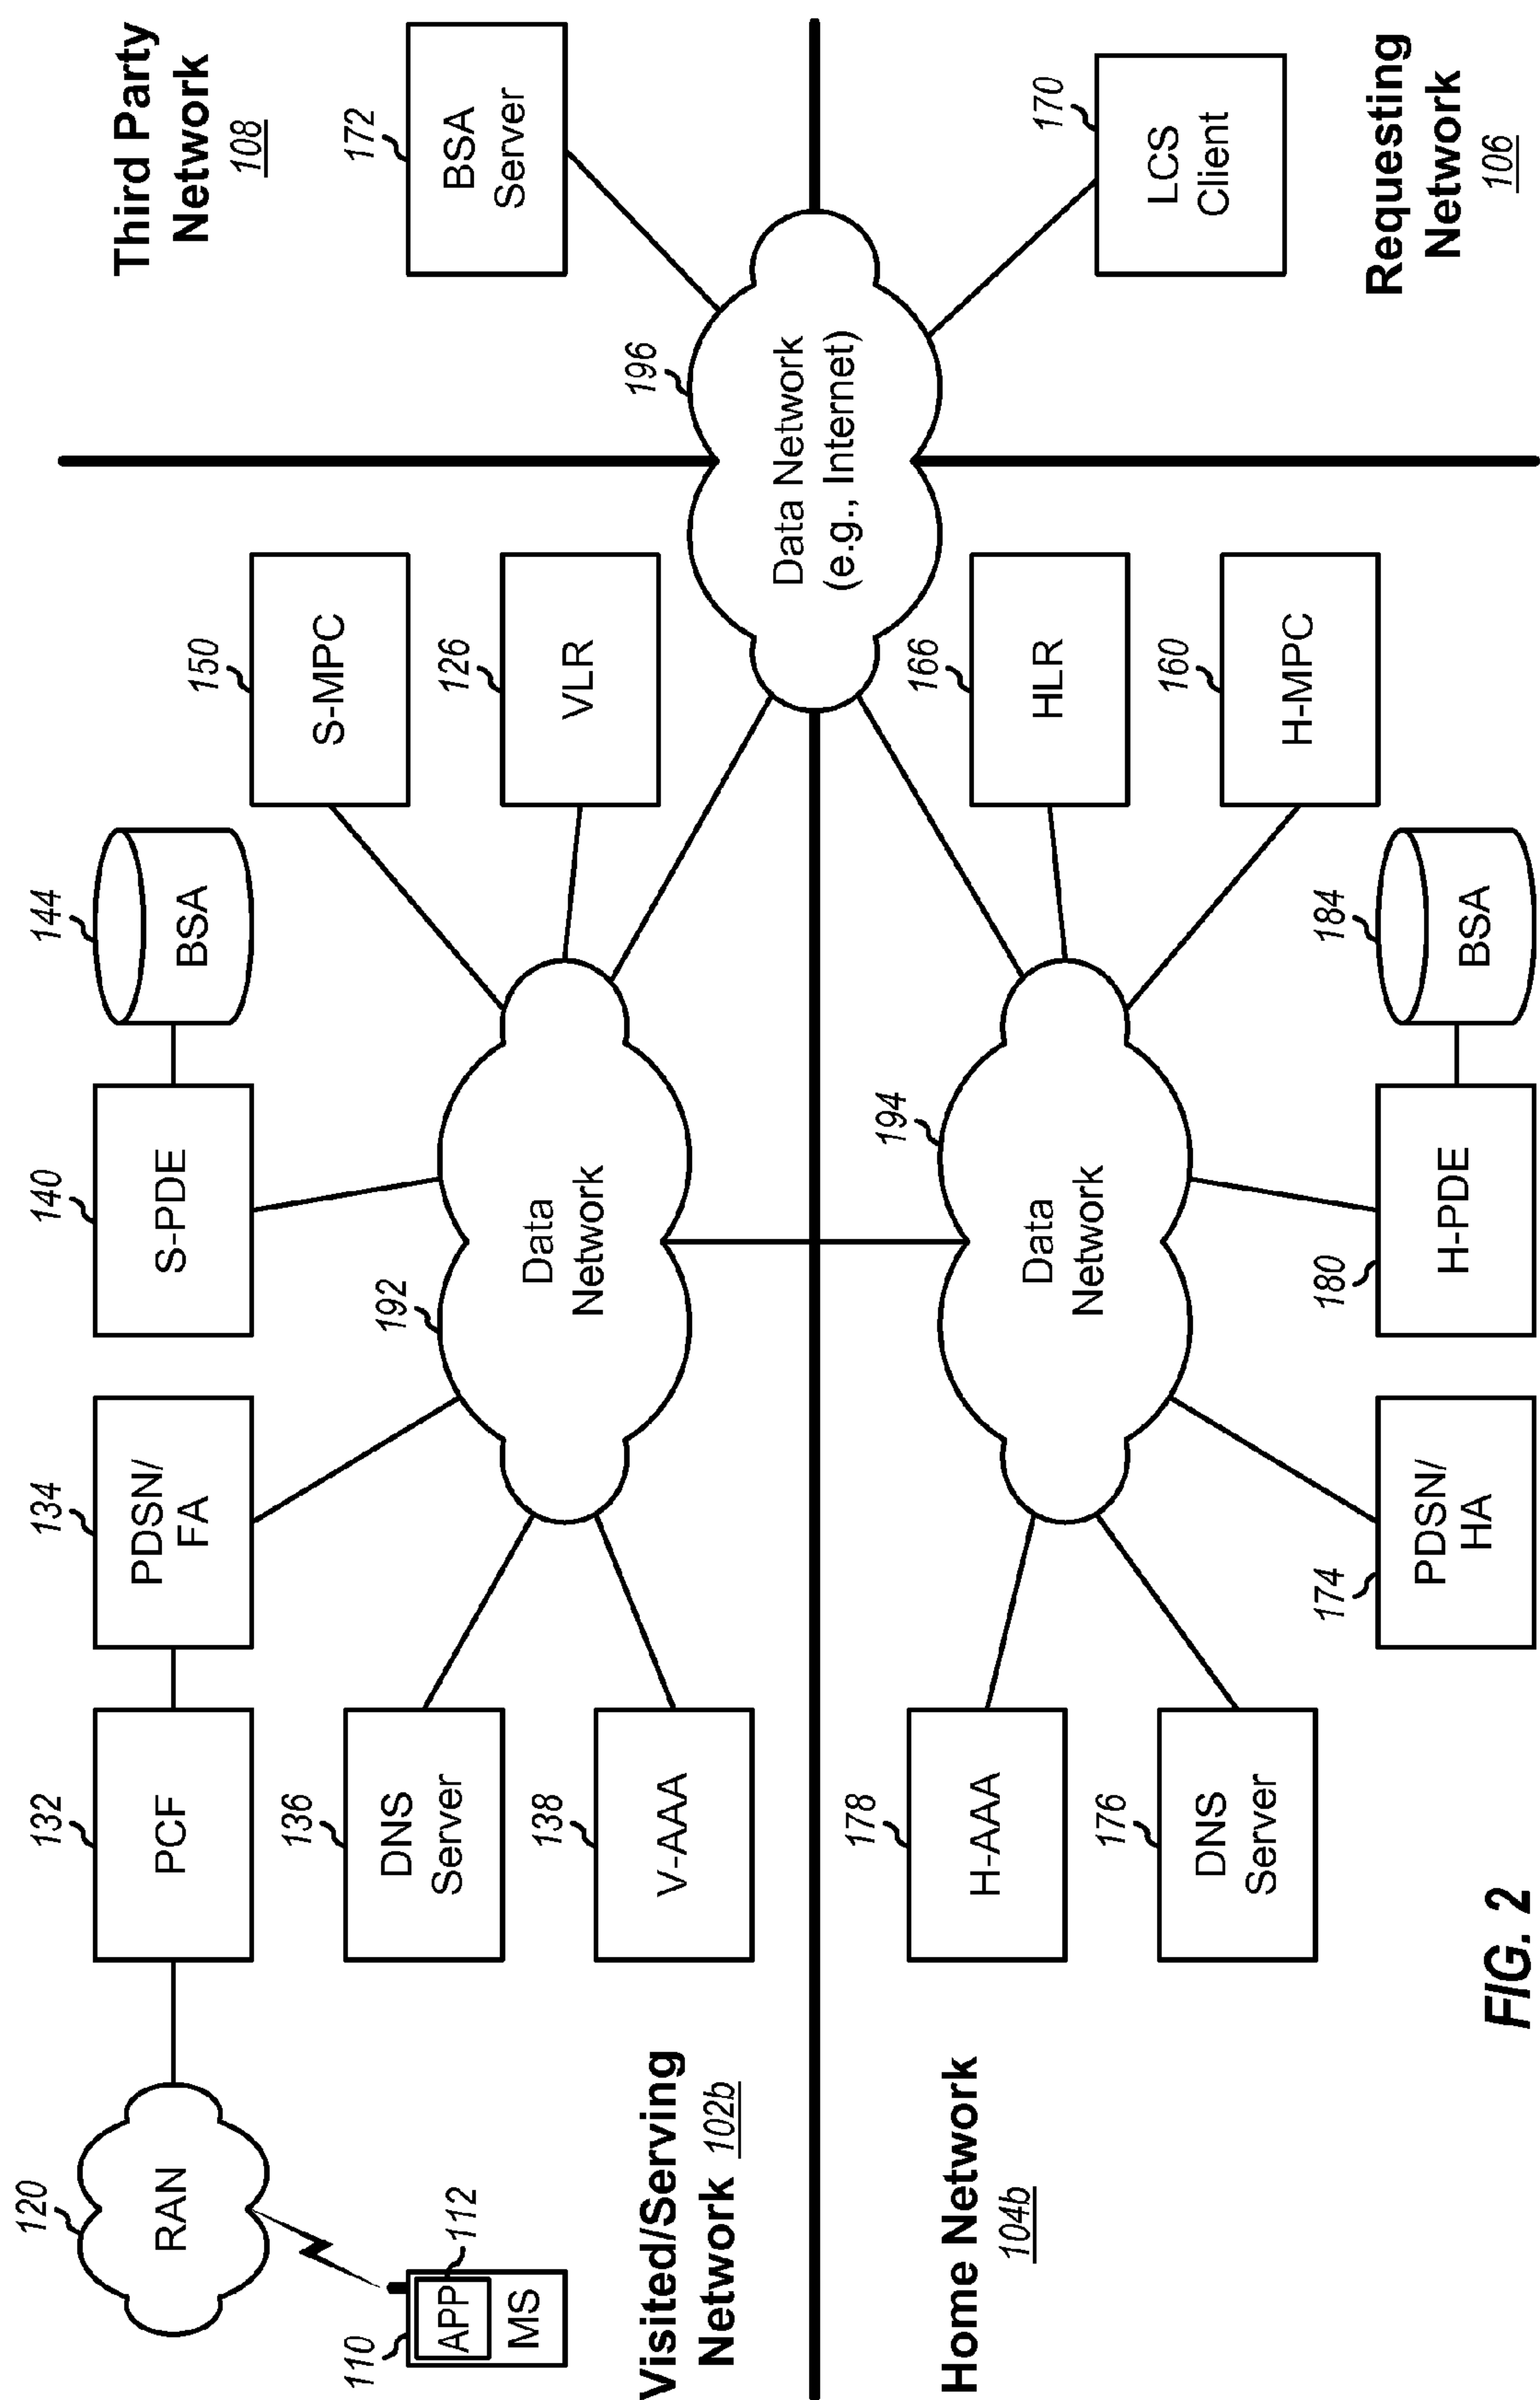 120
RAN
110
APP
112
MS
Visited/Serving
Network 102b
132
PCF
134
PDSN/
FA
140
S-PDE
144
BSA
136
DNS
Server
138
V-AAA
192
Data
Network
150
S-MPC
126
VLR
Third Party
Network
108
172
BSA
Server
196
Data Network
(e.g., Internet)
170
LCS
Client
Requesting
Network
106
Home Network
104b
178
H-AAA
176
DNS
Server
194
Data
Network
166
HLR
160
H-MPC
174
PDSN/
HA
180
H-PDE
184
BSA
FIG. 2